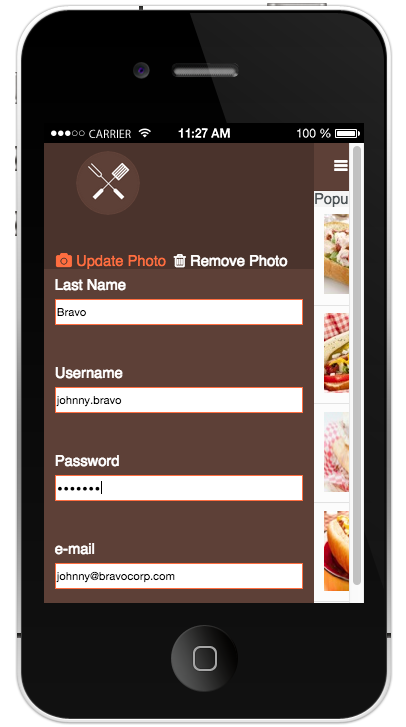 CARRIER 11:27 AM 100 %
Popu
Update Photo Remove Photo
Last Name
Bravo
Username
johnny.bravo
Password
•••••••
e-mail
johnny@bravocorp.com